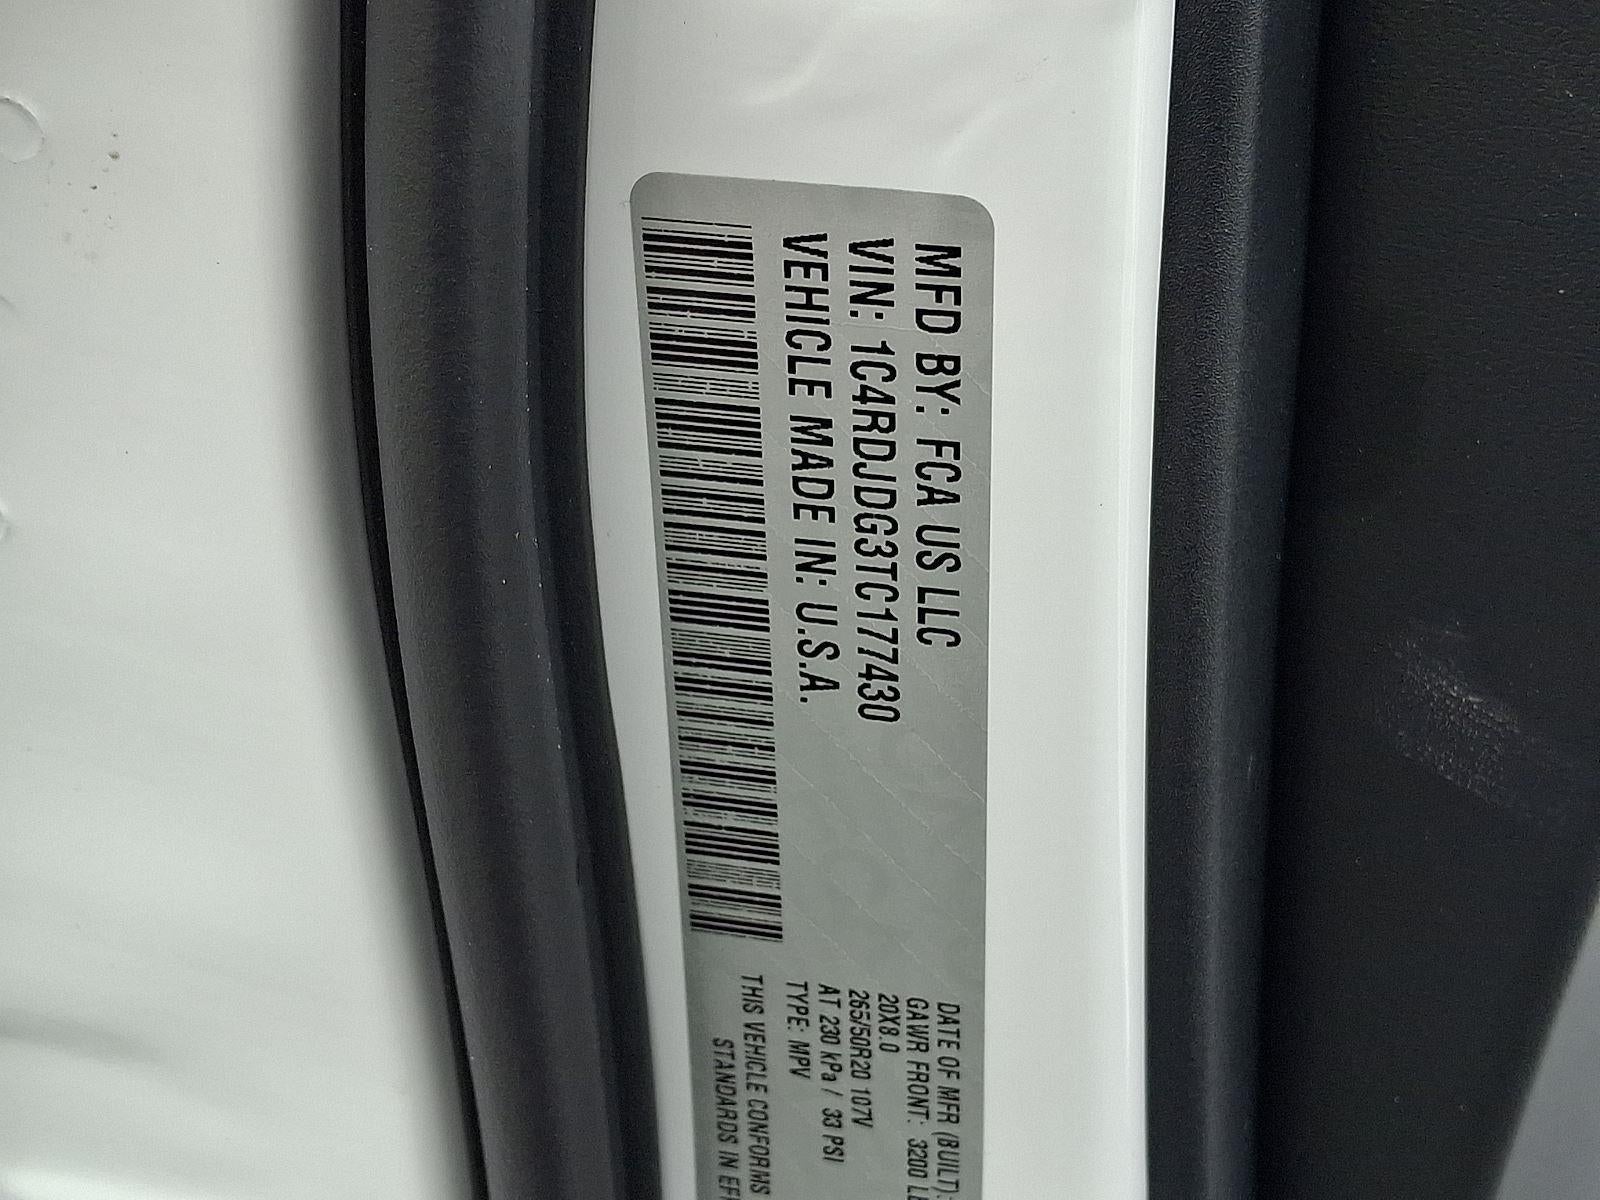 MFD BY: FCA US LLC
VIN: 1C4RDJDG3TC177430
VEHICLE MADE IN: U.S.A.
DATE OF MFR (BUILT):
GAWR FRONT: 3200
20X8.0
265/50R20 107V
AT 230 kPa / 33 PSI
TYPE: MPV
THIS VEHICLE CONFORMS
STANDARDS IN